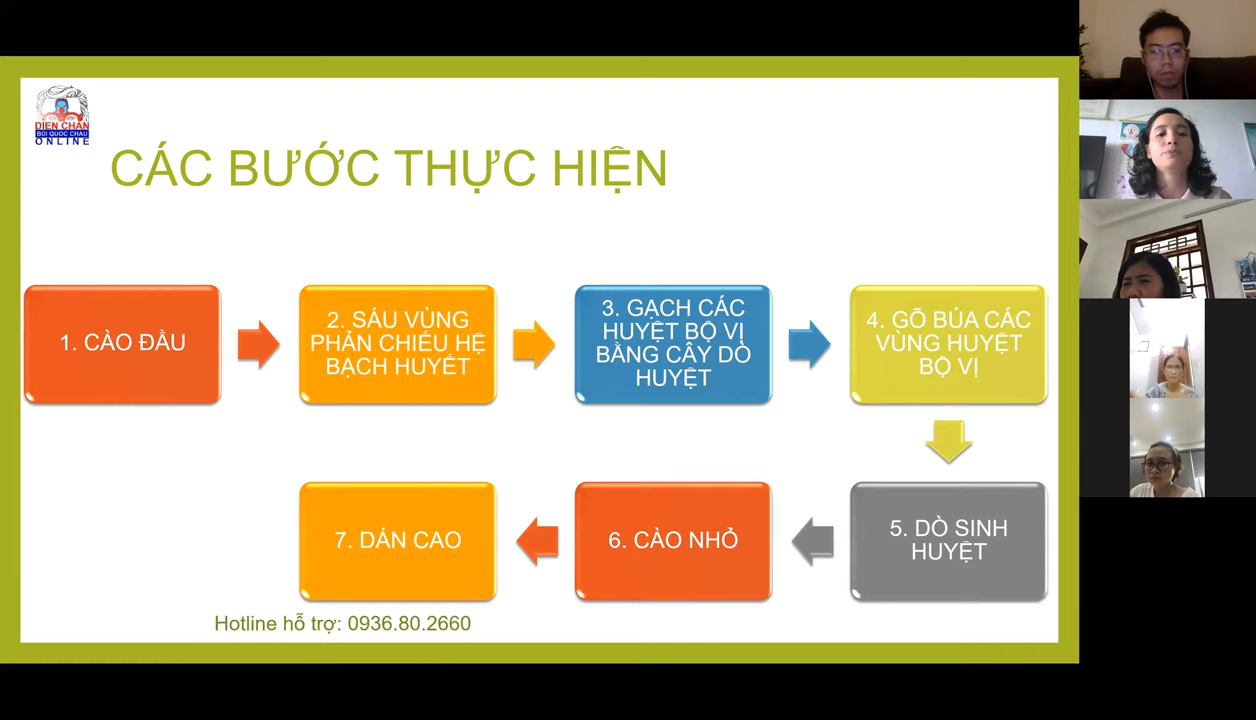 DIỆN CHẨN
BÙI QUỐC CHÂU
ONLINE
CÁC BƯỚC THỰC HIỆN
1. CÀO ĐẦU
2. SÁU VÙNG
PHẢN CHIẾU HỆ
BẠCH HUYẾT
3. GẠCH CÁC
HUYỆT BỘ VỊ
BẰNG CÂY DÒ
HUYỆT
4. GÕ BÚA CÁC
VÙNG HUYỆT
BỘ VỊ
5. DÒ SINH
HUYỆT
6. CÀO NHỎ
7. DÁN CAO
Hotline hỗ trợ: 0936.80.2660